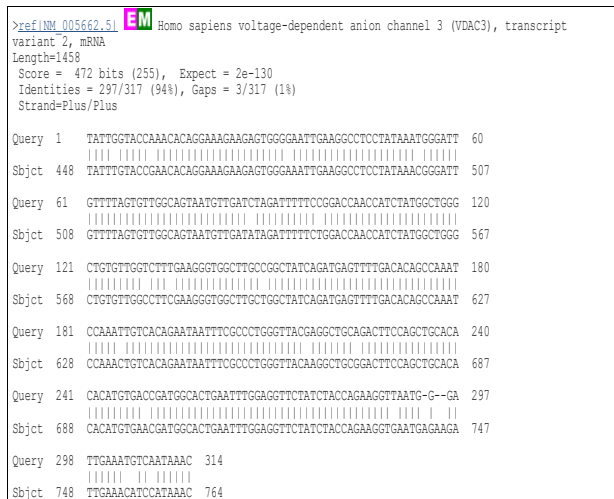 >ref|NM_005662.5| EM Homo sapiens voltage-dependent anion channel 3 (VDAC3), transcript
variant 2, mRNA
Length=1458
Score = 472 bits (255), Expect = 2e-130
Identities = 297/317 (94%), Gaps = 3/317 (1%)
Strand=Plus/Plus
Query 1 TATTGGTACCAAACACAGGAAAGAAGAGTGGGGAATTGAAGGCCTCCTATAAATGGGATT 60
Sbjct 448 TATTTGTACCGAACACAGGAAAGAAGAGTGGGAAATTGAAGGCCTCCTATAAACGGGATT 507
Query 61 GTTTTAGTGTTGGCAGTAATGTTGATCTAGATTTTTCCGGACCAACCATCTATGGCTGGG 120
Sbjct 508 GTTTTAGTGTTGGCAGTAATGTTGATATAGATTTTTCTGGACCAACCATCTATGGCTGGG 567
Query 121 CTGTGTTGGTCTTTGAAGGGTGGCTTGCCGGCTATCAGATGAGTTTTGACACAGCCAAAT 180
Sbjct 568 CTGTGTTGGCCTTCGAAGGGTGGCTTGCTGGCTATCAGATGAGTTTTGACACAGCCAAAT 627
Query 181 CCAAATTGTCACAGAATAATTTCGCCCTGGGTTACGAGGCTGCAGACTTCCAGCTGCACA 240
Sbjct 628 CCAAACTGTCACAGAATAATTTCGCCCTGGGTTACAAGGCTGCGGACTTCCAGCTGCACA 687
Query 241 CACATGTGACCGATGGCACTGAATTTGGAGGTTCTATCTACCAGAAGGTTAATG-G--GA 297
Sbjct 688 CACATGTGAACGATGGCACTGAATTTGGAGGTTCTATCTACCAGAAGGTGAATGAGAAGA 747
Query 298 TTGAAATGTCAATAAAC 314
Sbjct 748 TTGAAACATCCATAAAC 764